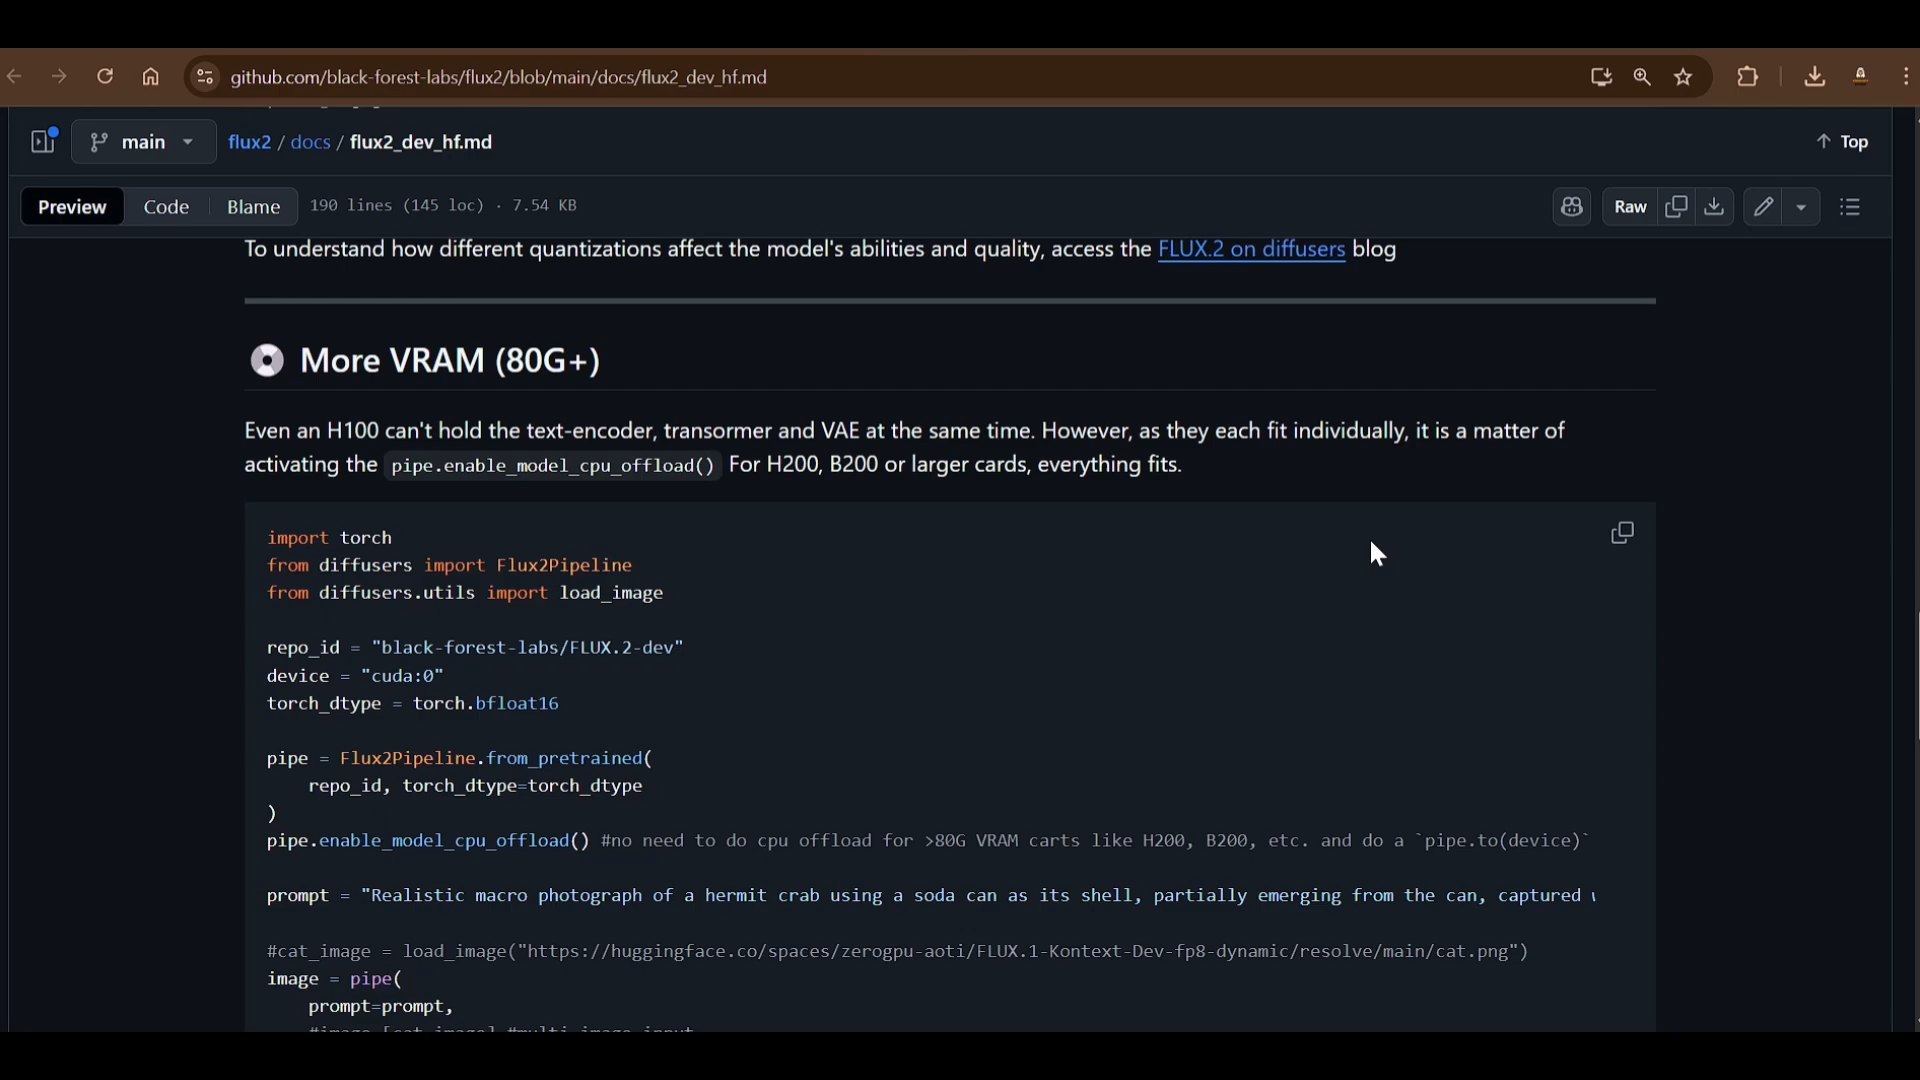 github.com/black-forest-labs/flux2/blob/main/docs/flux2_dev_hf.md
main
flux2 / docs / flux2_dev_hf.md
Top
Preview
Code
Blame
190 lines (145 loc) · 7.54 KB
Raw
To understand how different quantizations affect the model's abilities and quality, access the FLUX.2 on diffusers blog
More VRAM (80G+)
Even an H100 can't hold the text-encoder, transormer and VAE at the same time. However, as they each fit individually, it is a matter of
activating the pipe.enable_model_cpu_offload() For H200, B200 or larger cards, everything fits.
import torch
from diffusers import Flux2Pipeline
from diffusers.utils import load_image
repo_id = "black-forest-labs/FLUX.2-dev"
device = "cuda:0"
torch_dtype = torch.bfloat16
pipe = Flux2Pipeline.from_pretrained(
    repo_id, torch_dtype=torch_dtype
)
pipe.enable_model_cpu_offload() #no need to do cpu offload for >80G VRAM carts like H200, B200, etc. and do a `pipe.to(device)`
prompt = "Realistic macro photograph of a hermit crab using a soda can as its shell, partially emerging from the can, captured
#cat_image = load_image("https://huggingface.co/spaces/zerogpu-aoti/FLUX.1-Kontext-Dev-fp8-dynamic/resolve/main/cat.png")
image = pipe(
    prompt=prompt,